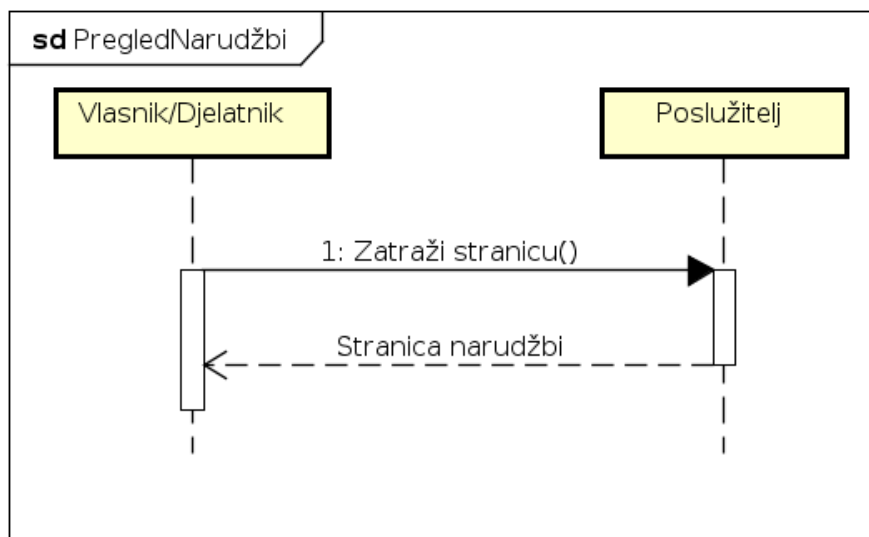 sd PregledNarudžbi
Vlasnik/Djelatnik
Poslužitelj
1: Zatraži stranicu()
Stranica narudžbi